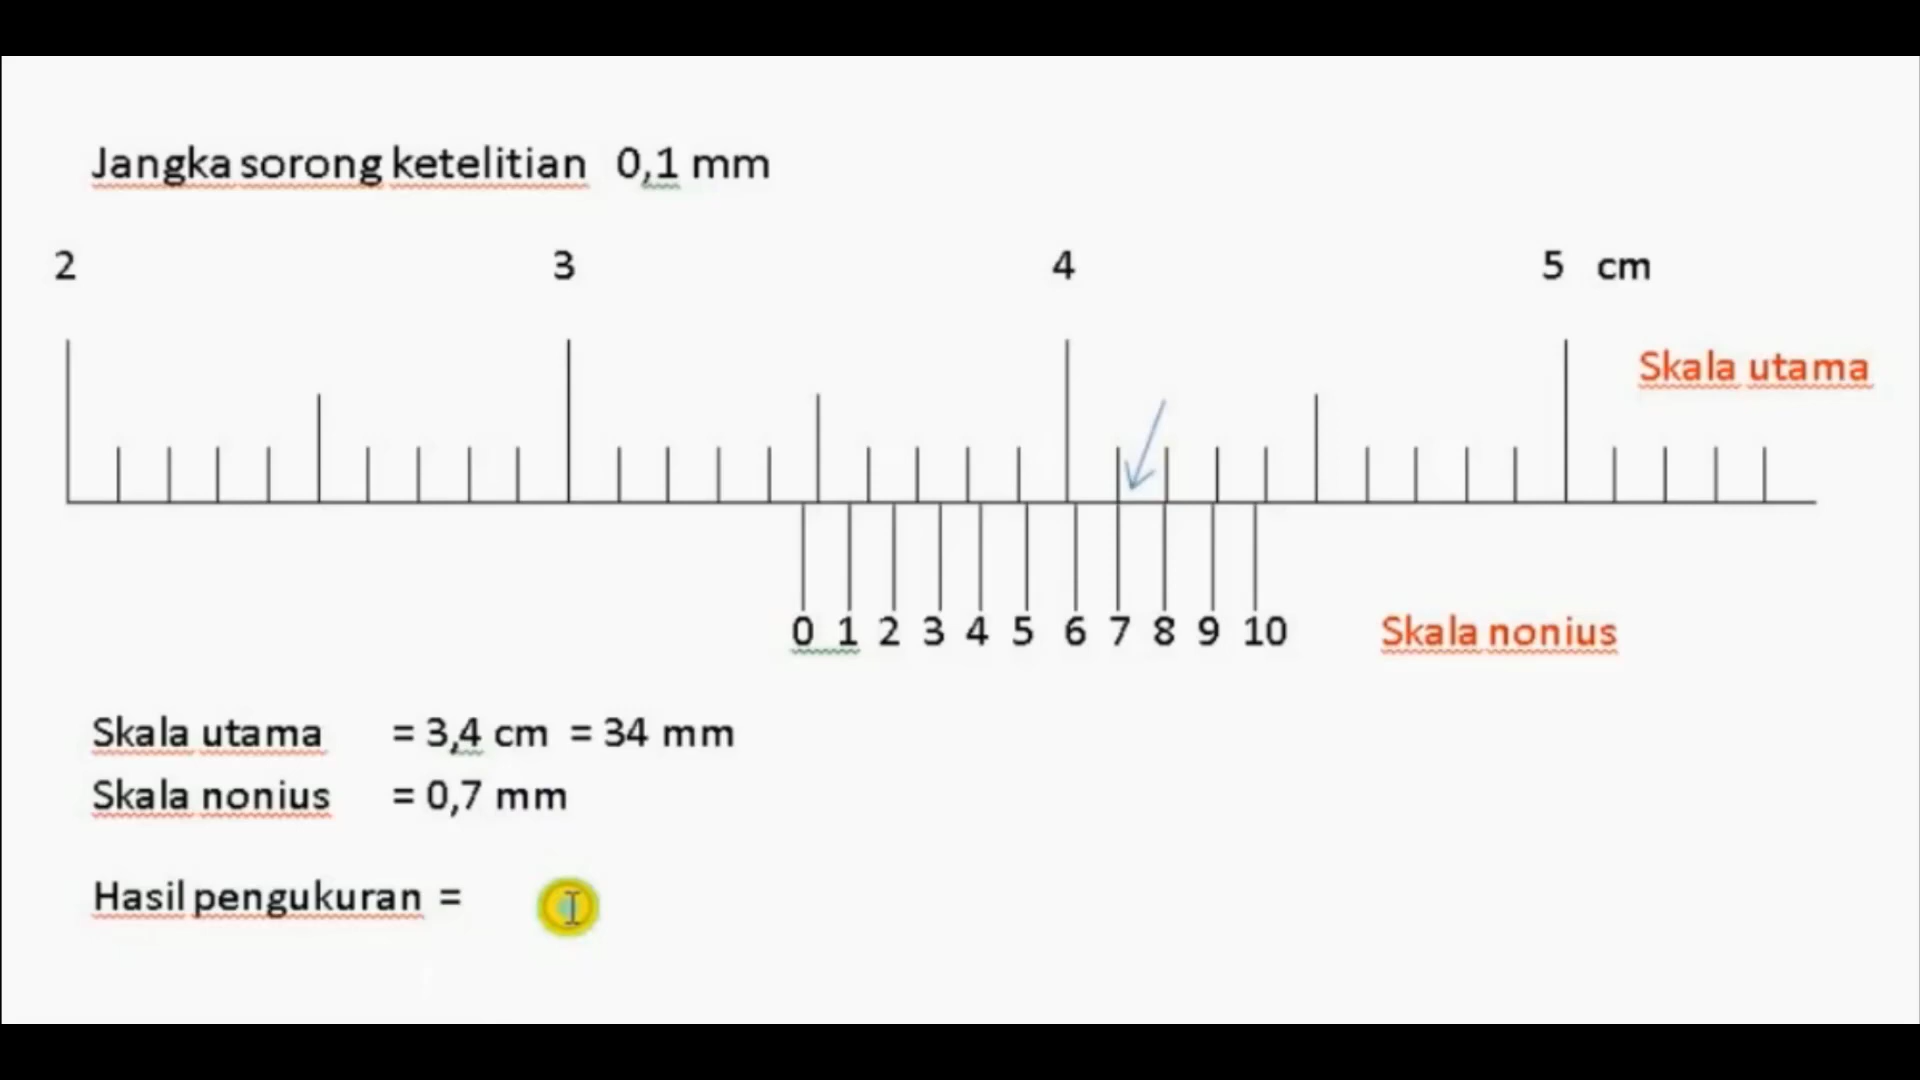 Jangka sorong ketelitian 0,1 mm
2 3 4 5 cm
Skala utama
0 1 2 3 4 5 6 7 8 9 10 Skala nonius
Skala utama = 3,4 cm = 34 mm
Skala nonius = 0,7 mm
Hasil pengukuran =